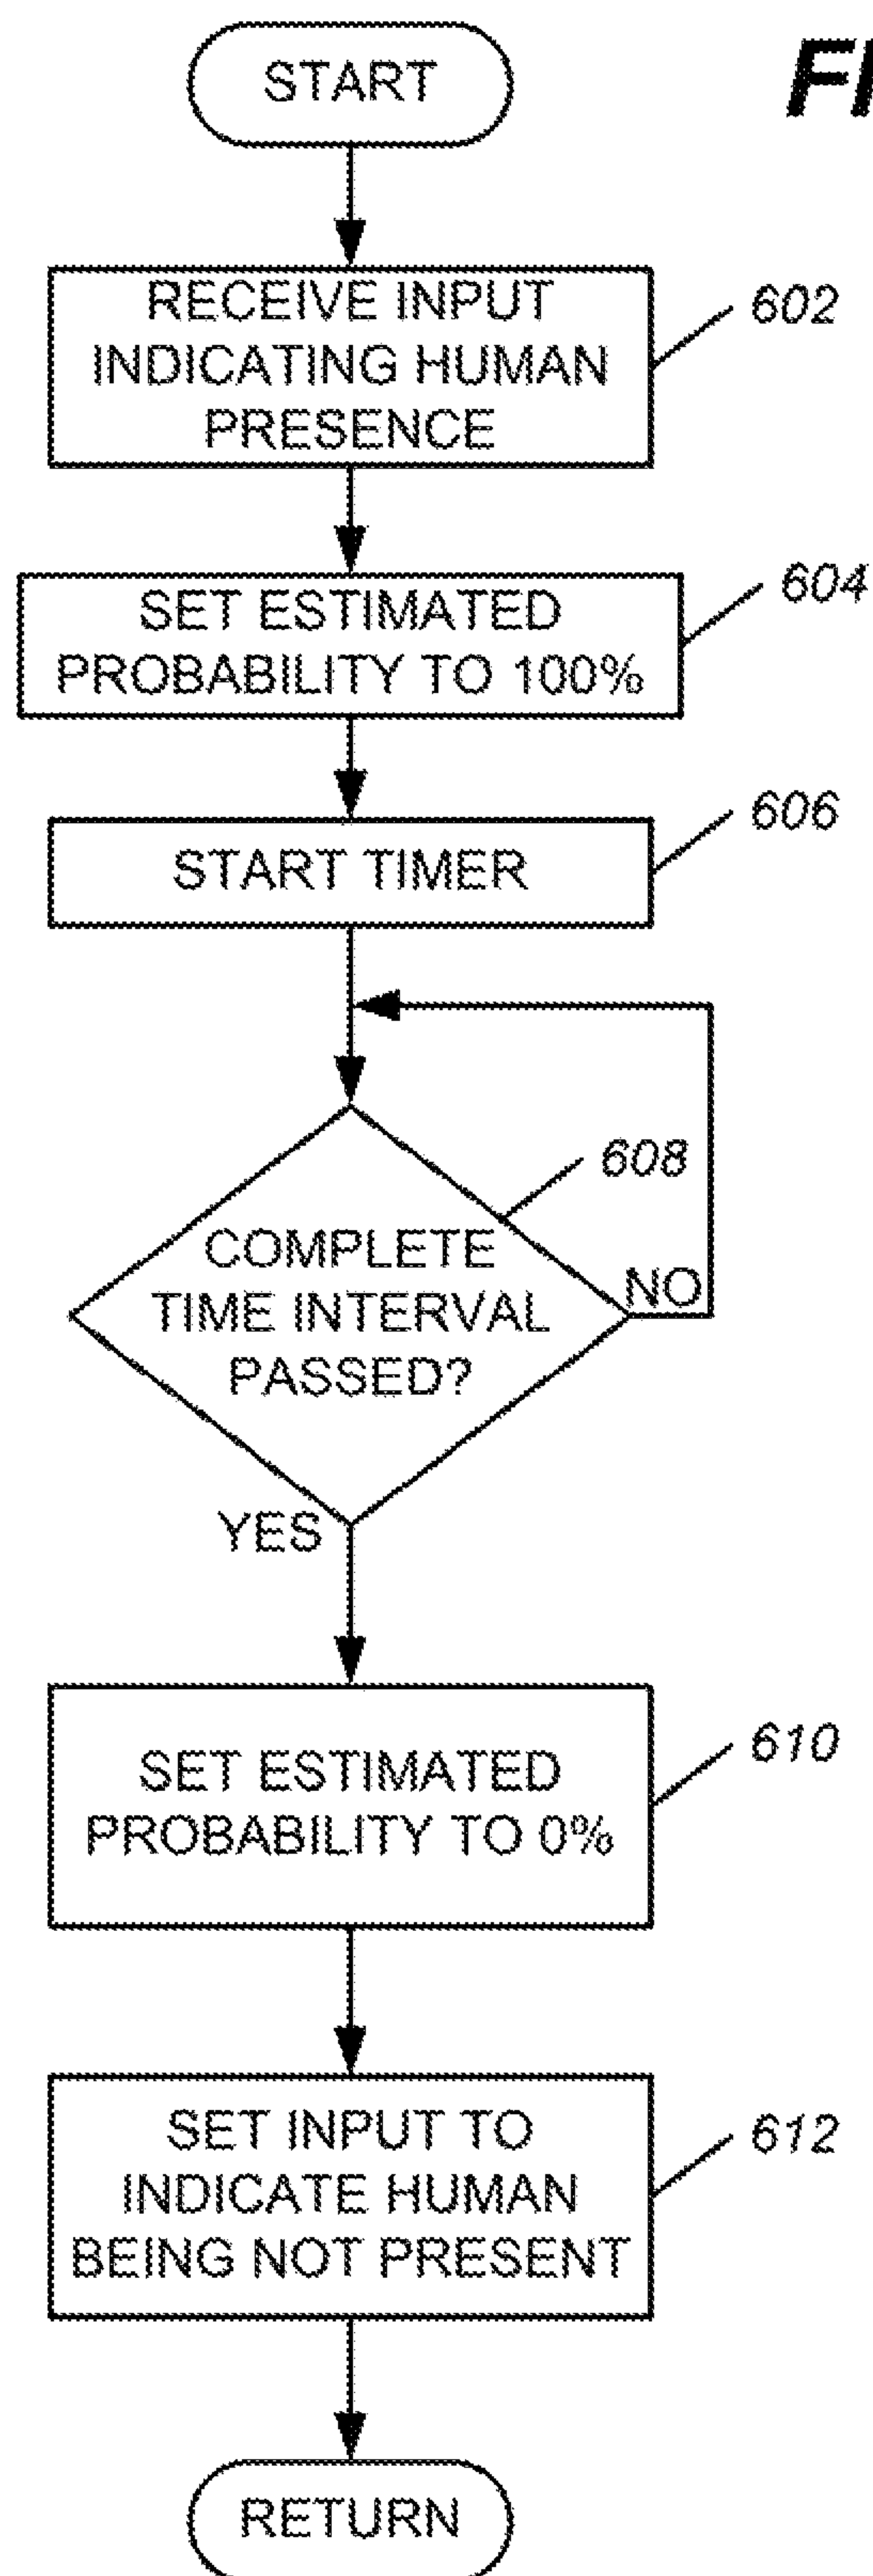 START
RECEIVE INPUT
INDICATING HUMAN
PRESENCE
602
SET ESTIMATED
PROBABILITY TO 100%
604
START TIMER
606
608
COMPLETE
TIME INTERVAL
PASSED?
NO
YES
SET ESTIMATED
PROBABILITY TO 0%
610
SET INPUT TO
INDICATE HUMAN
BEING NOT PRESENT
612
RETURN